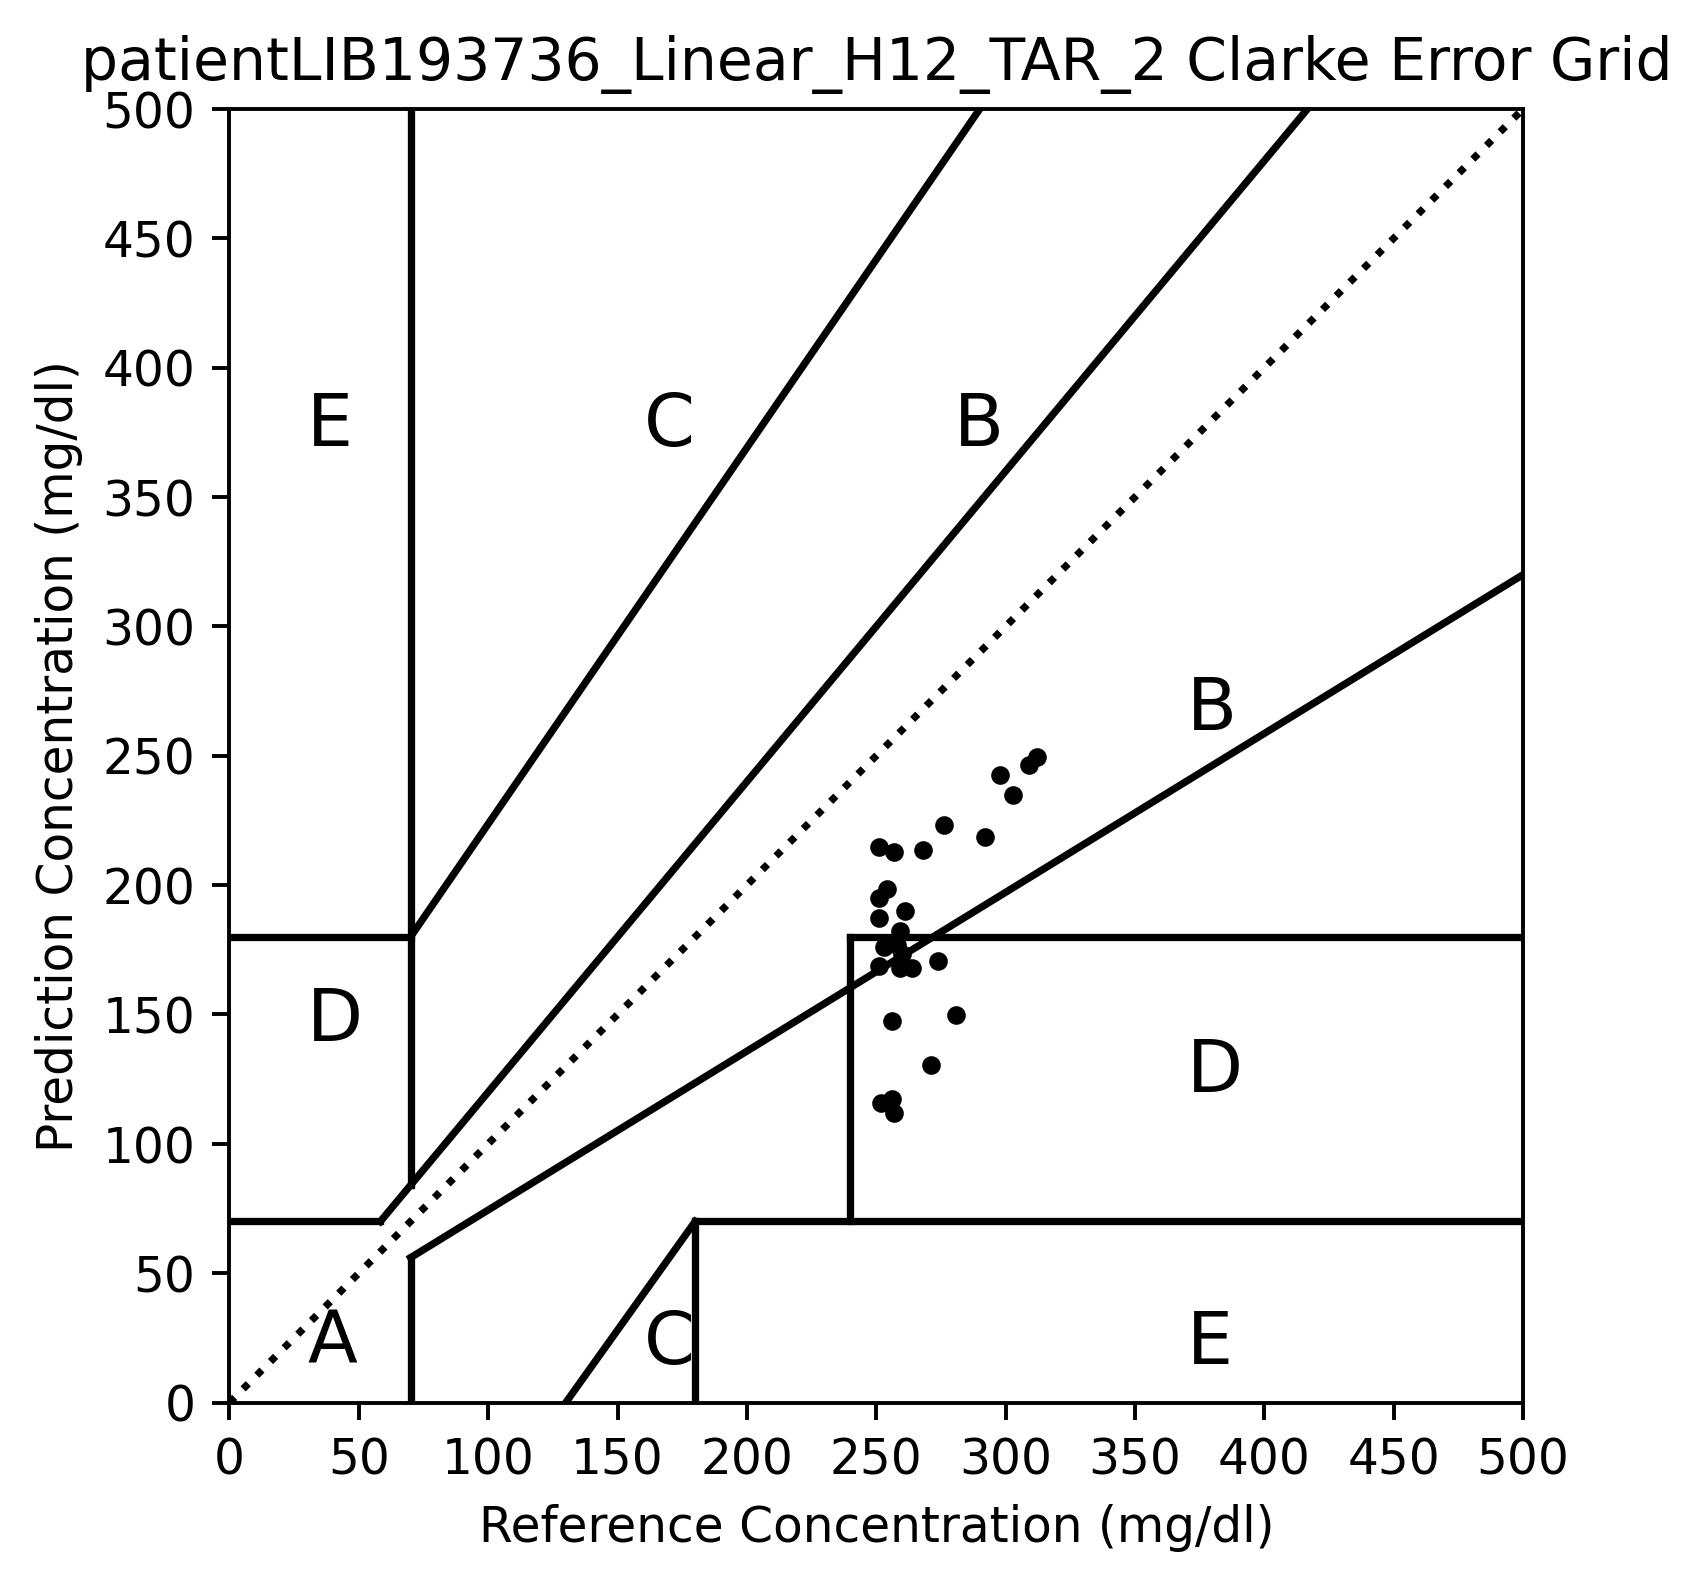 patientLIB193736_Linear_H12_TAR_2 Clarke Error Grid
500
450
400
350
300
250
200
150
100
50
0
Prediction Concentration (mg/dl)
E
C
B
B
D
D
A
C
E
0 50 100 150 200 250 300 350 400 450 500
Reference Concentration (mg/dl)